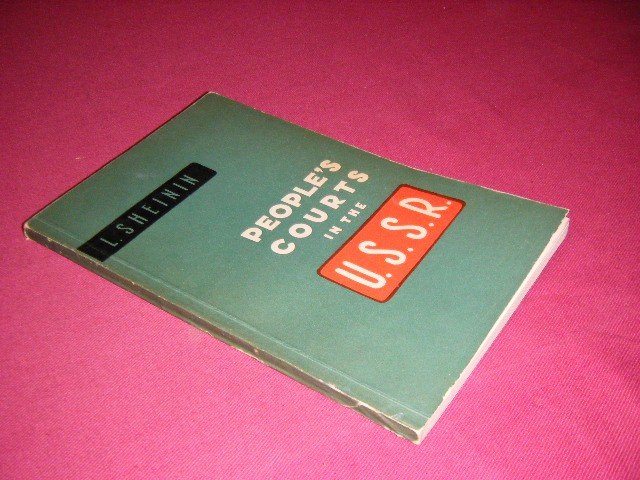 L. SHEININ
PEOPLE'S
COURTS
IN THE
U.S.S.R.